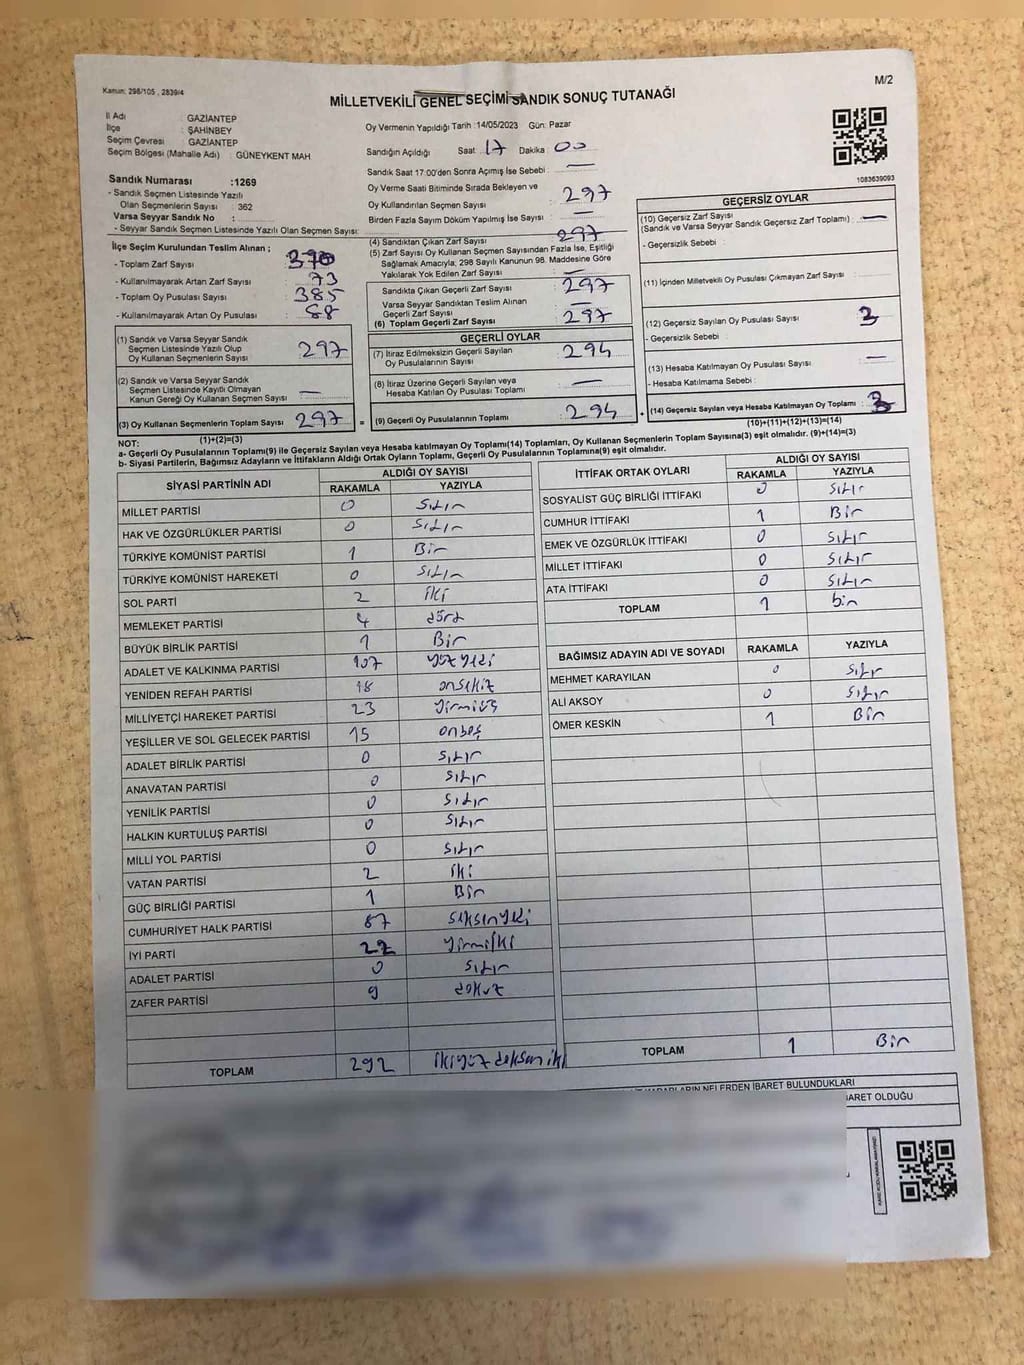 Kanun: 298/105 , 2839/4
M/2
MİLLETVEKİLİ GENEL SEÇİMİ SANDIK SONUÇ TUTANAĞI
İl Adı : GAZİANTEP
İlçe : ŞAHİNBEY
Seçim Çevresi : GAZİANTEP
Seçim Bölgesi (Mahalle Adı) : GÜNEYKENT MAH
Sandık Numarası :1269
- Sandık Seçmen Listesinde Yazılı
Olan Seçmenlerin Sayısı : 362
Varsa Seyyar Sandık No :
- Seyyar Sandık Seçmen Listesinde Yazılı Olan Seçmen Sayısı:
Oy Vermenin Yapıldığı Tarih :14/05/2023 Gün: Pazar
Sandığın Açıldığı Saat : 17 Dakika : 00
Sandık Saat 17:00'den Sonra Açımış İse Sebebi : —
Oy Verme Saati Bitiminde Sırada Bekleyen ve
Oy Kullandırılan Seçmen Sayısı : 297
Birden Fazla Sayım Döküm Yapılmış İse Sayısı : —
1083639093
İlçe Seçim Kurulundan Teslim Alınan ;
- Toplam Zarf Sayısı : 370
- Kullanılmayarak Artan Zarf Sayısı : 73
- Toplam Oy Pusulası Sayısı : 385
- Kullanılmayarak Artan Oy Pusulası : 88
(1) Sandık ve Varsa Seyyar Sandık
Seçmen Listesinde Yazılı Olup
Oy Kullanan Seçmenlerin Sayısı : 297
(2) Sandık ve Varsa Seyyar Sandık
Seçmen Listesinde Kayıtlı Olmayan
Kanun Gereği Oy Kullanan Seçmen Sayısı : —
(3) Oy Kullanan Seçmenlerin Toplam Sayısı : 297
(1)+(2)=(3)
(4) Sandıktan Çıkan Zarf Sayısı : 297
(5) Zarf Sayısı Oy Kullanan Seçmen Sayısından Fazla İse, Eşitliği
Sağlamak Amacıyla; 298 Sayılı Kanunun 98. Maddesine Göre
Yakılarak Yok Edilen Zarf Sayısı : —
Sandıkta Çıkan Geçerli Zarf Sayısı : 297
Varsa Seyyar Sandıktan Teslim Alınan
Geçerli Zarf Sayısı : —
(6) Toplam Geçerli Zarf Sayısı : 297
GEÇERLİ OYLAR
(7) İtiraz Edilmeksizin Geçerli Sayılan
Oy Pusulalarının Sayısı : 294
(8) İtiraz Üzerine Geçerli Sayılan veya
Hesaba Katılan Oy Pusulası Toplamı : —
(9) Geçerli Oy Pusulalarının Toplamı : 294
GEÇERSİZ OYLAR
(10) Geçersiz Zarf Sayısı
(Sandık ve Varsa Seyyar Sandık Geçersiz Zarf Toplamı) : —
- Geçersizlik Sebebi :
(11) İçinden Milletvekili Oy Pusulası Çıkmayan Zarf Sayısı :
(12) Geçersiz Sayılan Oy Pusulası Sayısı : 3
- Geçersizlik Sebebi :
(13) Hesaba Katılmayan Oy Pusulası Sayısı : —
- Hesaba Katılmama Sebebi :
(14) Geçersiz Sayılan veya Hesaba Katılmayan Oy Toplamı : 3
(10)+(11)+(12)+(13)=(14)
NOT:
a- Geçerli Oy Pusulalarının Toplamı(9) ile Geçersiz Sayılan veya Hesaba katılmayan Oy Toplamı(14) Toplamları, Oy Kullanan Seçmenlerin Toplam Sayısına(3) eşit olmalıdır. (9)+(14)=(3)
b- Siyasi Partilerin, Bağımsız Adayların ve İttifakların Aldığı Ortak Oyların Toplamı, Geçerli Oy Pusulalarının Toplamına(9) eşit olmalıdır.
SİYASİ PARTİNİN ADI ALDIĞI OY SAYISI
RAKAMLA YAZIYLA
MİLLET PARTİSİ 0 Sıfır
HAK VE ÖZGÜRLÜKLER PARTİSİ 0 Sıfır
TÜRKİYE KOMÜNİST PARTİSİ 1 Bir
TÜRKİYE KOMÜNİST HAREKETİ 0 Sıfır
SOL PARTİ 2 iki
MEMLEKET PARTİSİ 4 dört
BÜYÜK BİRLİK PARTİSİ 1 Bir
ADALET VE KALKINMA PARTİSİ 107 yüz yedi
YENİDEN REFAH PARTİSİ 18 onsekiz
MİLLİYETÇİ HAREKET PARTİSİ 23 yirmiüç
YEŞİLLER VE SOL GELECEK PARTİSİ 15 onbeş
ADALET BİRLİK PARTİSİ 0 Sıfır
ANAVATAN PARTİSİ 0 Sıfır
YENİLİK PARTİSİ 0 Sıfır
HALKIN KURTULUŞ PARTİSİ 0 Sıfır
MİLLİ YOL PARTİSİ 0 Sıfır
VATAN PARTİSİ 2 iki
GÜÇ BİRLİĞİ PARTİSİ 1 Bir
CUMHURİYET HALK PARTİSİ 87 seksenyedi
İYİ PARTİ 22 yirmiiki
ADALET PARTİSİ 0 Sıfır
ZAFER PARTİSİ 9 dokuz
TOPLAM 292 ikiyüz doksan iki
İTTİFAK ORTAK OYLARI ALDIĞI OY SAYISI
RAKAMLA YAZIYLA
SOSYALİST GÜÇ BİRLİĞİ İTTİFAKI 0 Sıfır
CUMHUR İTTİFAKI 1 Bir
EMEK VE ÖZGÜRLÜK İTTİFAKI 0 Sıfır
MİLLET İTTİFAKI 0 Sıfır
ATA İTTİFAKI 0 Sıfır
TOPLAM 1 bir
BAĞIMSIZ ADAYIN ADI VE SOYADI RAKAMLA YAZIYLA
MEHMET KARAYILAN 0 Sıfır
ALİ AKSOY 0 Sıfır
ÖMER KESKİN 1 Bir
TOPLAM 1 Bir
NELERDEN İBARET BULUNDUKLARI
OLDUĞU